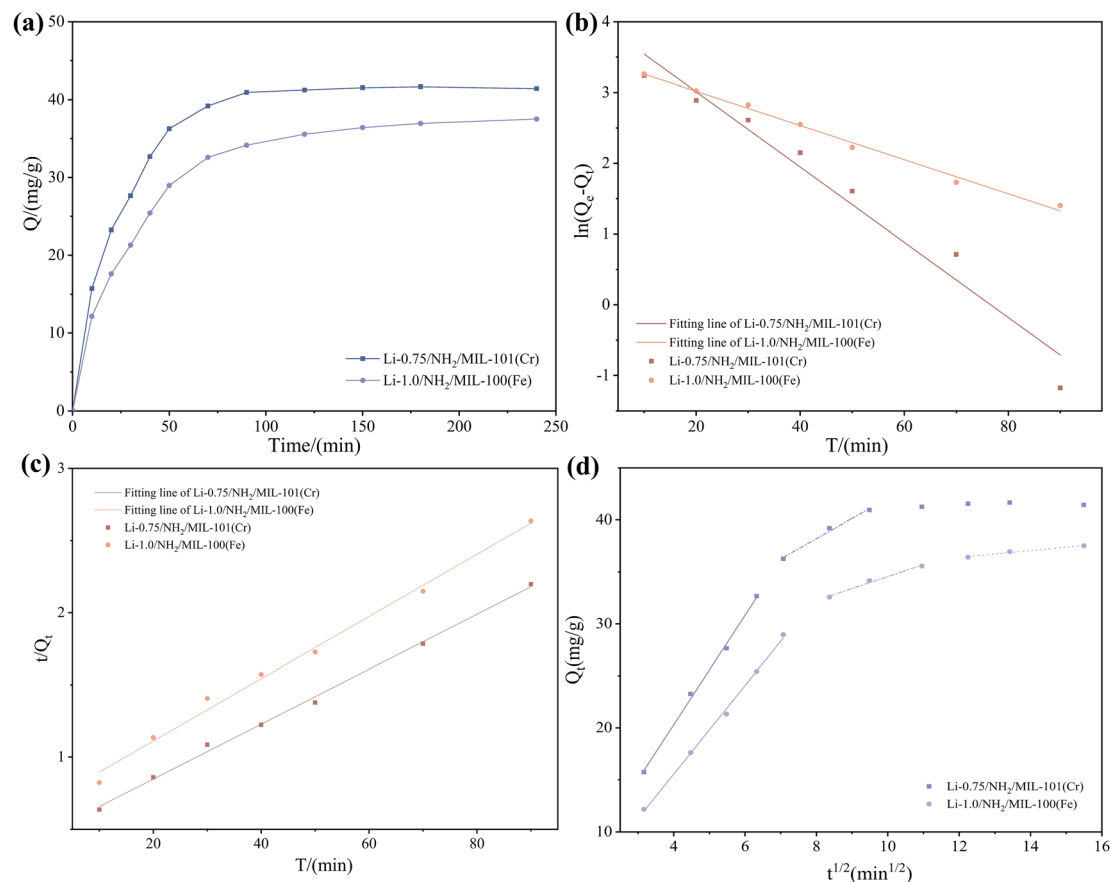 (a)
50
40
30
20
10
0
Q/(mg/g)
Li-0.75/NH₂/MIL-101(Cr)
Li-1.0/NH₂/MIL-100(Fe)
0 50 100 150 200 250
Time/(min)
(b)
4
3
2
1
0
-1
ln(Qₑ-Qₜ)
Fitting line of Li-0.75/NH₂/MIL-101(Cr)
Fitting line of Li-1.0/NH₂/MIL-100(Fe)
Li-0.75/NH₂/MIL-101(Cr)
Li-1.0/NH₂/MIL-100(Fe)
20 40 60 80
T/(min)
(c)
3
2
1
t/Qₜ
Fitting line of Li-0.75/NH₂/MIL-101(Cr)
Fitting line of Li-1.0/NH₂/MIL-100(Fe)
Li-0.75/NH₂/MIL-101(Cr)
Li-1.0/NH₂/MIL-100(Fe)
20 40 60 80
T/(min)
(d)
40
30
20
10
Qₜ(mg/g)
Li-0.75/NH₂/MIL-101(Cr)
Li-1.0/NH₂/MIL-100(Fe)
4 6 8 10 12 14 16
t¹/²(min¹/²)